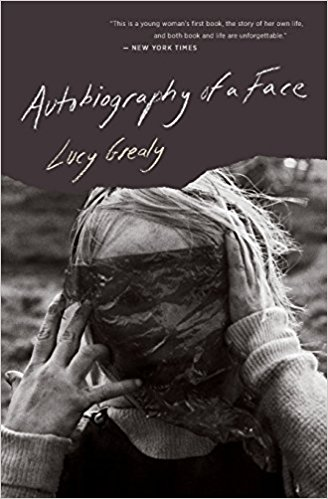 "This is a young woman's first book, the story of her own life,
and both book and life are unforgettable."
— NEW YORK TIMES
Autobiography of a Face
Lucy Grealy